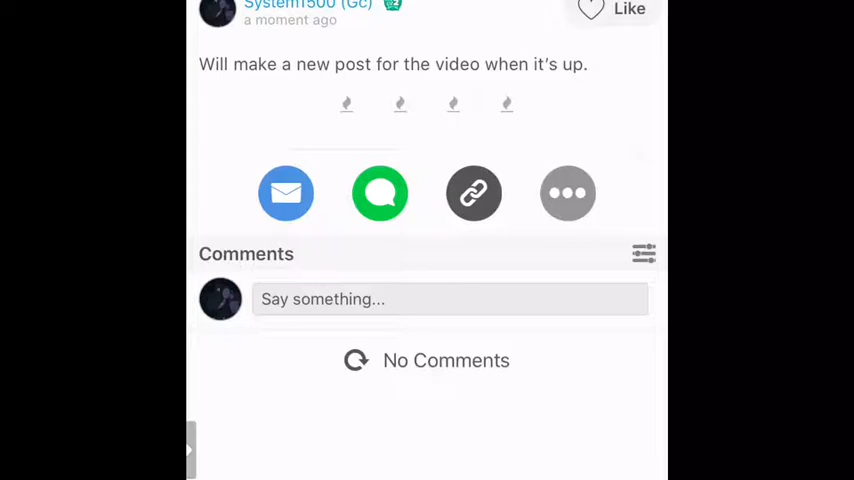 System1500 (Gc)
a moment ago
Like
Will make a new post for the video when it's up.
Comments
Say something...
No Comments